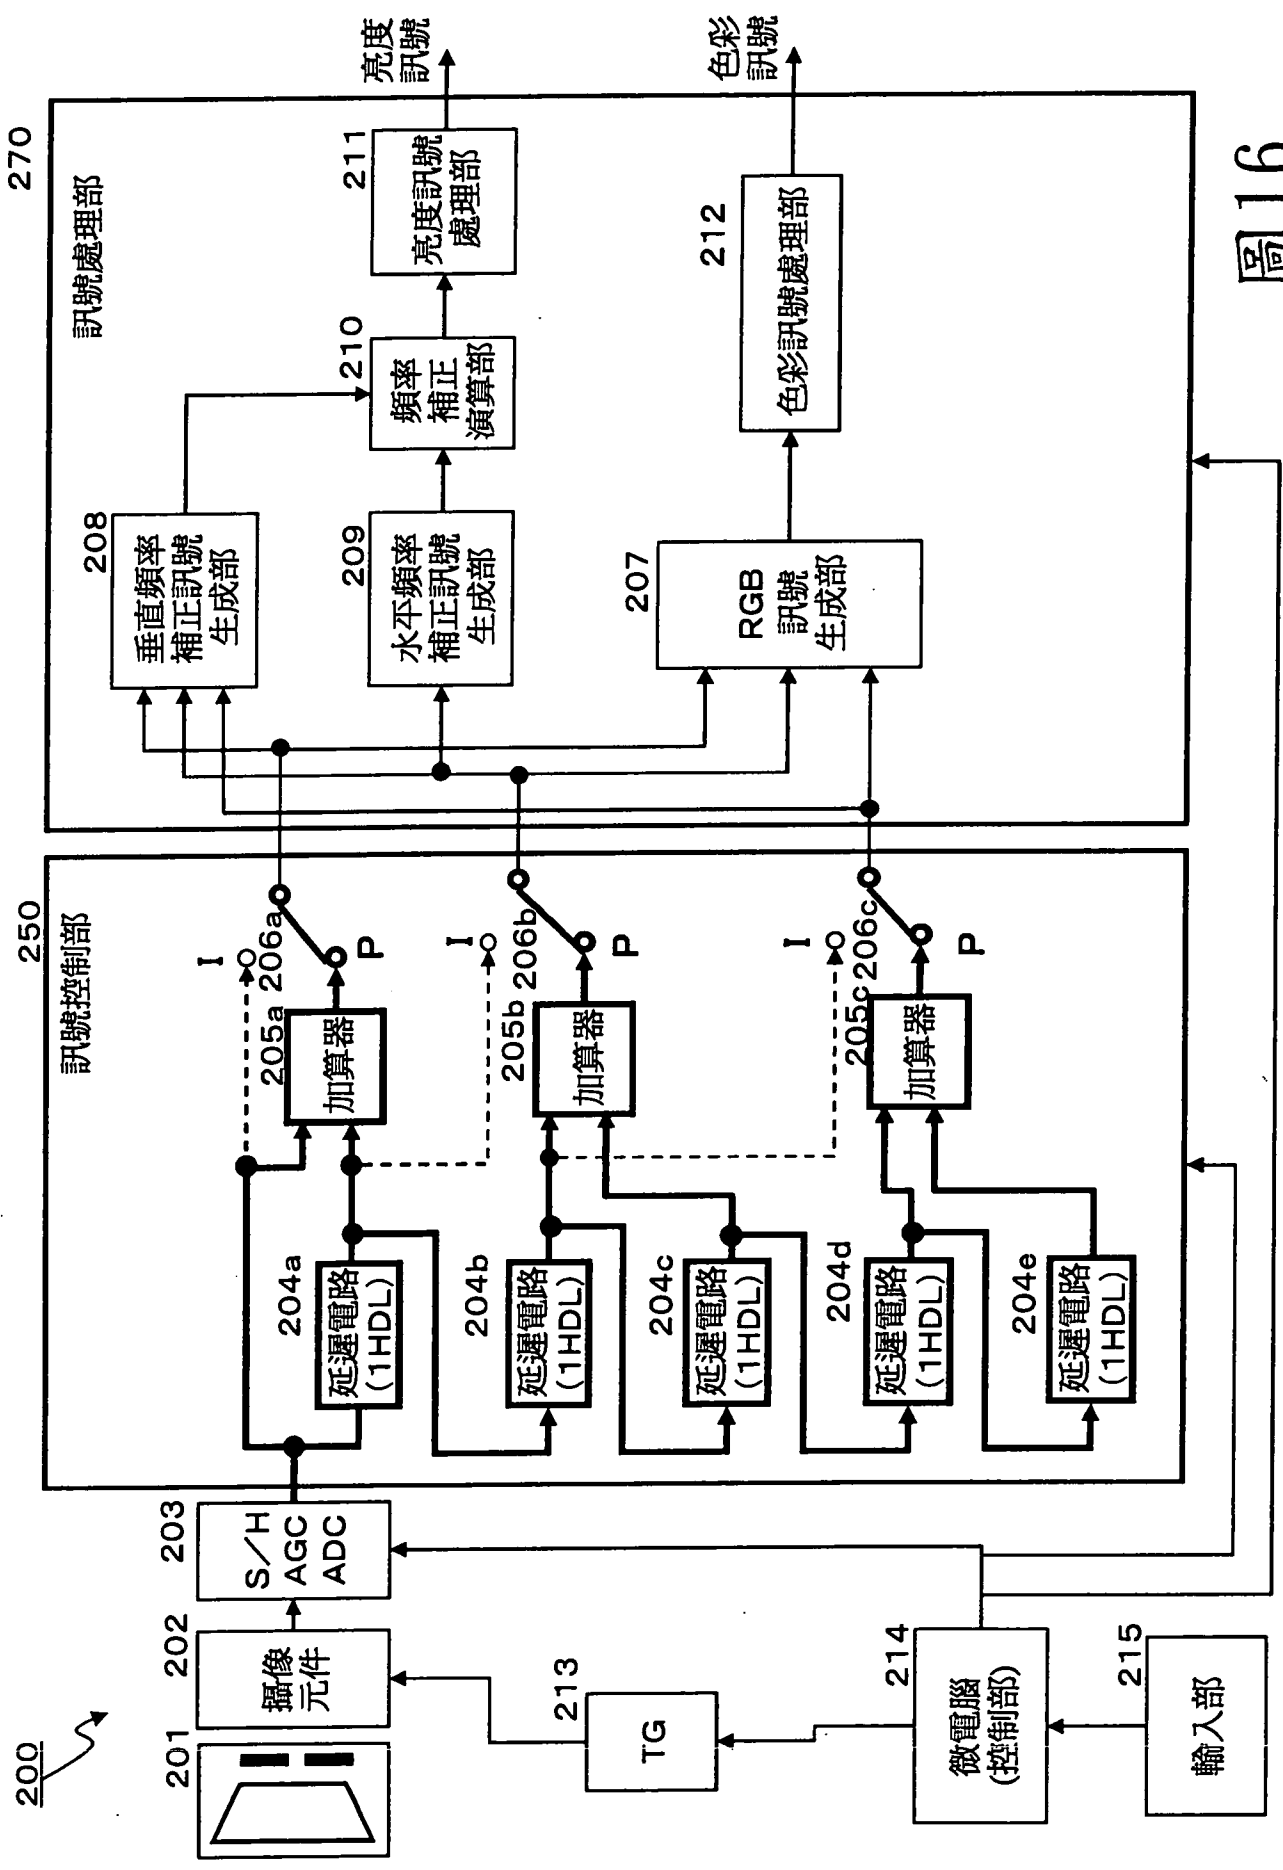 200
201
202
攝像
元件
203
S/H
AGC
ADC
213
TG
214
微電腦
(控制部)
215
輸入部
250
訊號控制部
204a
延遲電路
(1HDL)
204b
延遲電路
(1HDL)
204c
延遲電路
(1HDL)
204d
延遲電路
(1HDL)
204e
延遲電路
(1HDL)
205a
加算器
205b
加算器
205c
加算器
I
206a
P
I
206b
P
I
206c
P
270
訊號處理部
208
垂直頻率
補正訊號
生成部
209
水平頻率
補正訊號
生成部
207
RGB
訊號
生成部
210
頻率
補正
演算部
211
亮度訊號
處理部
212
色彩訊號處理部
亮度
訊號
色彩
訊號
圖16